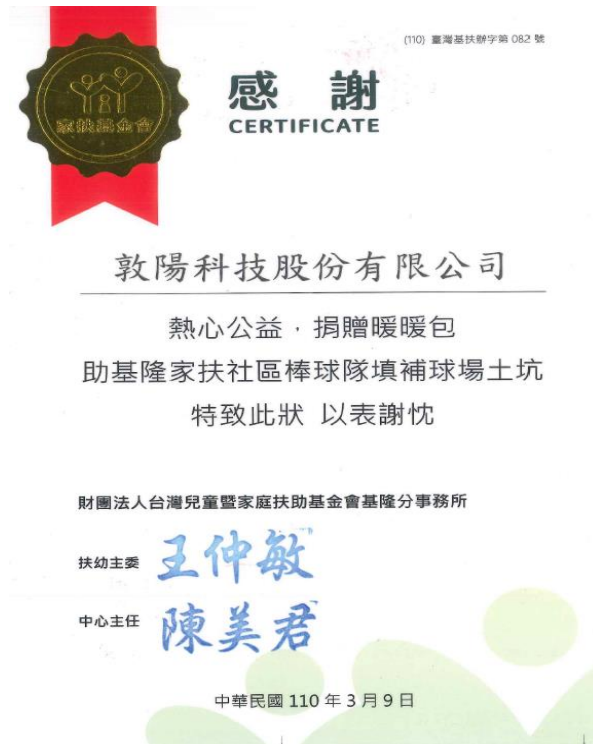 (110) 臺灣基扶辦字第 082 號
家扶基金會
感 謝
CERTIFICATE
敦陽科技股份有限公司
熱心公益，捐贈暖暖包
助基隆家扶社區棒球隊填補球場土坑
特致此狀 以表謝忱
財團法人台灣兒童暨家庭扶助基金會基隆分事務所
扶幼主委 王仲敏
中心主任 陳美君
中華民國 110 年 3 月 9 日